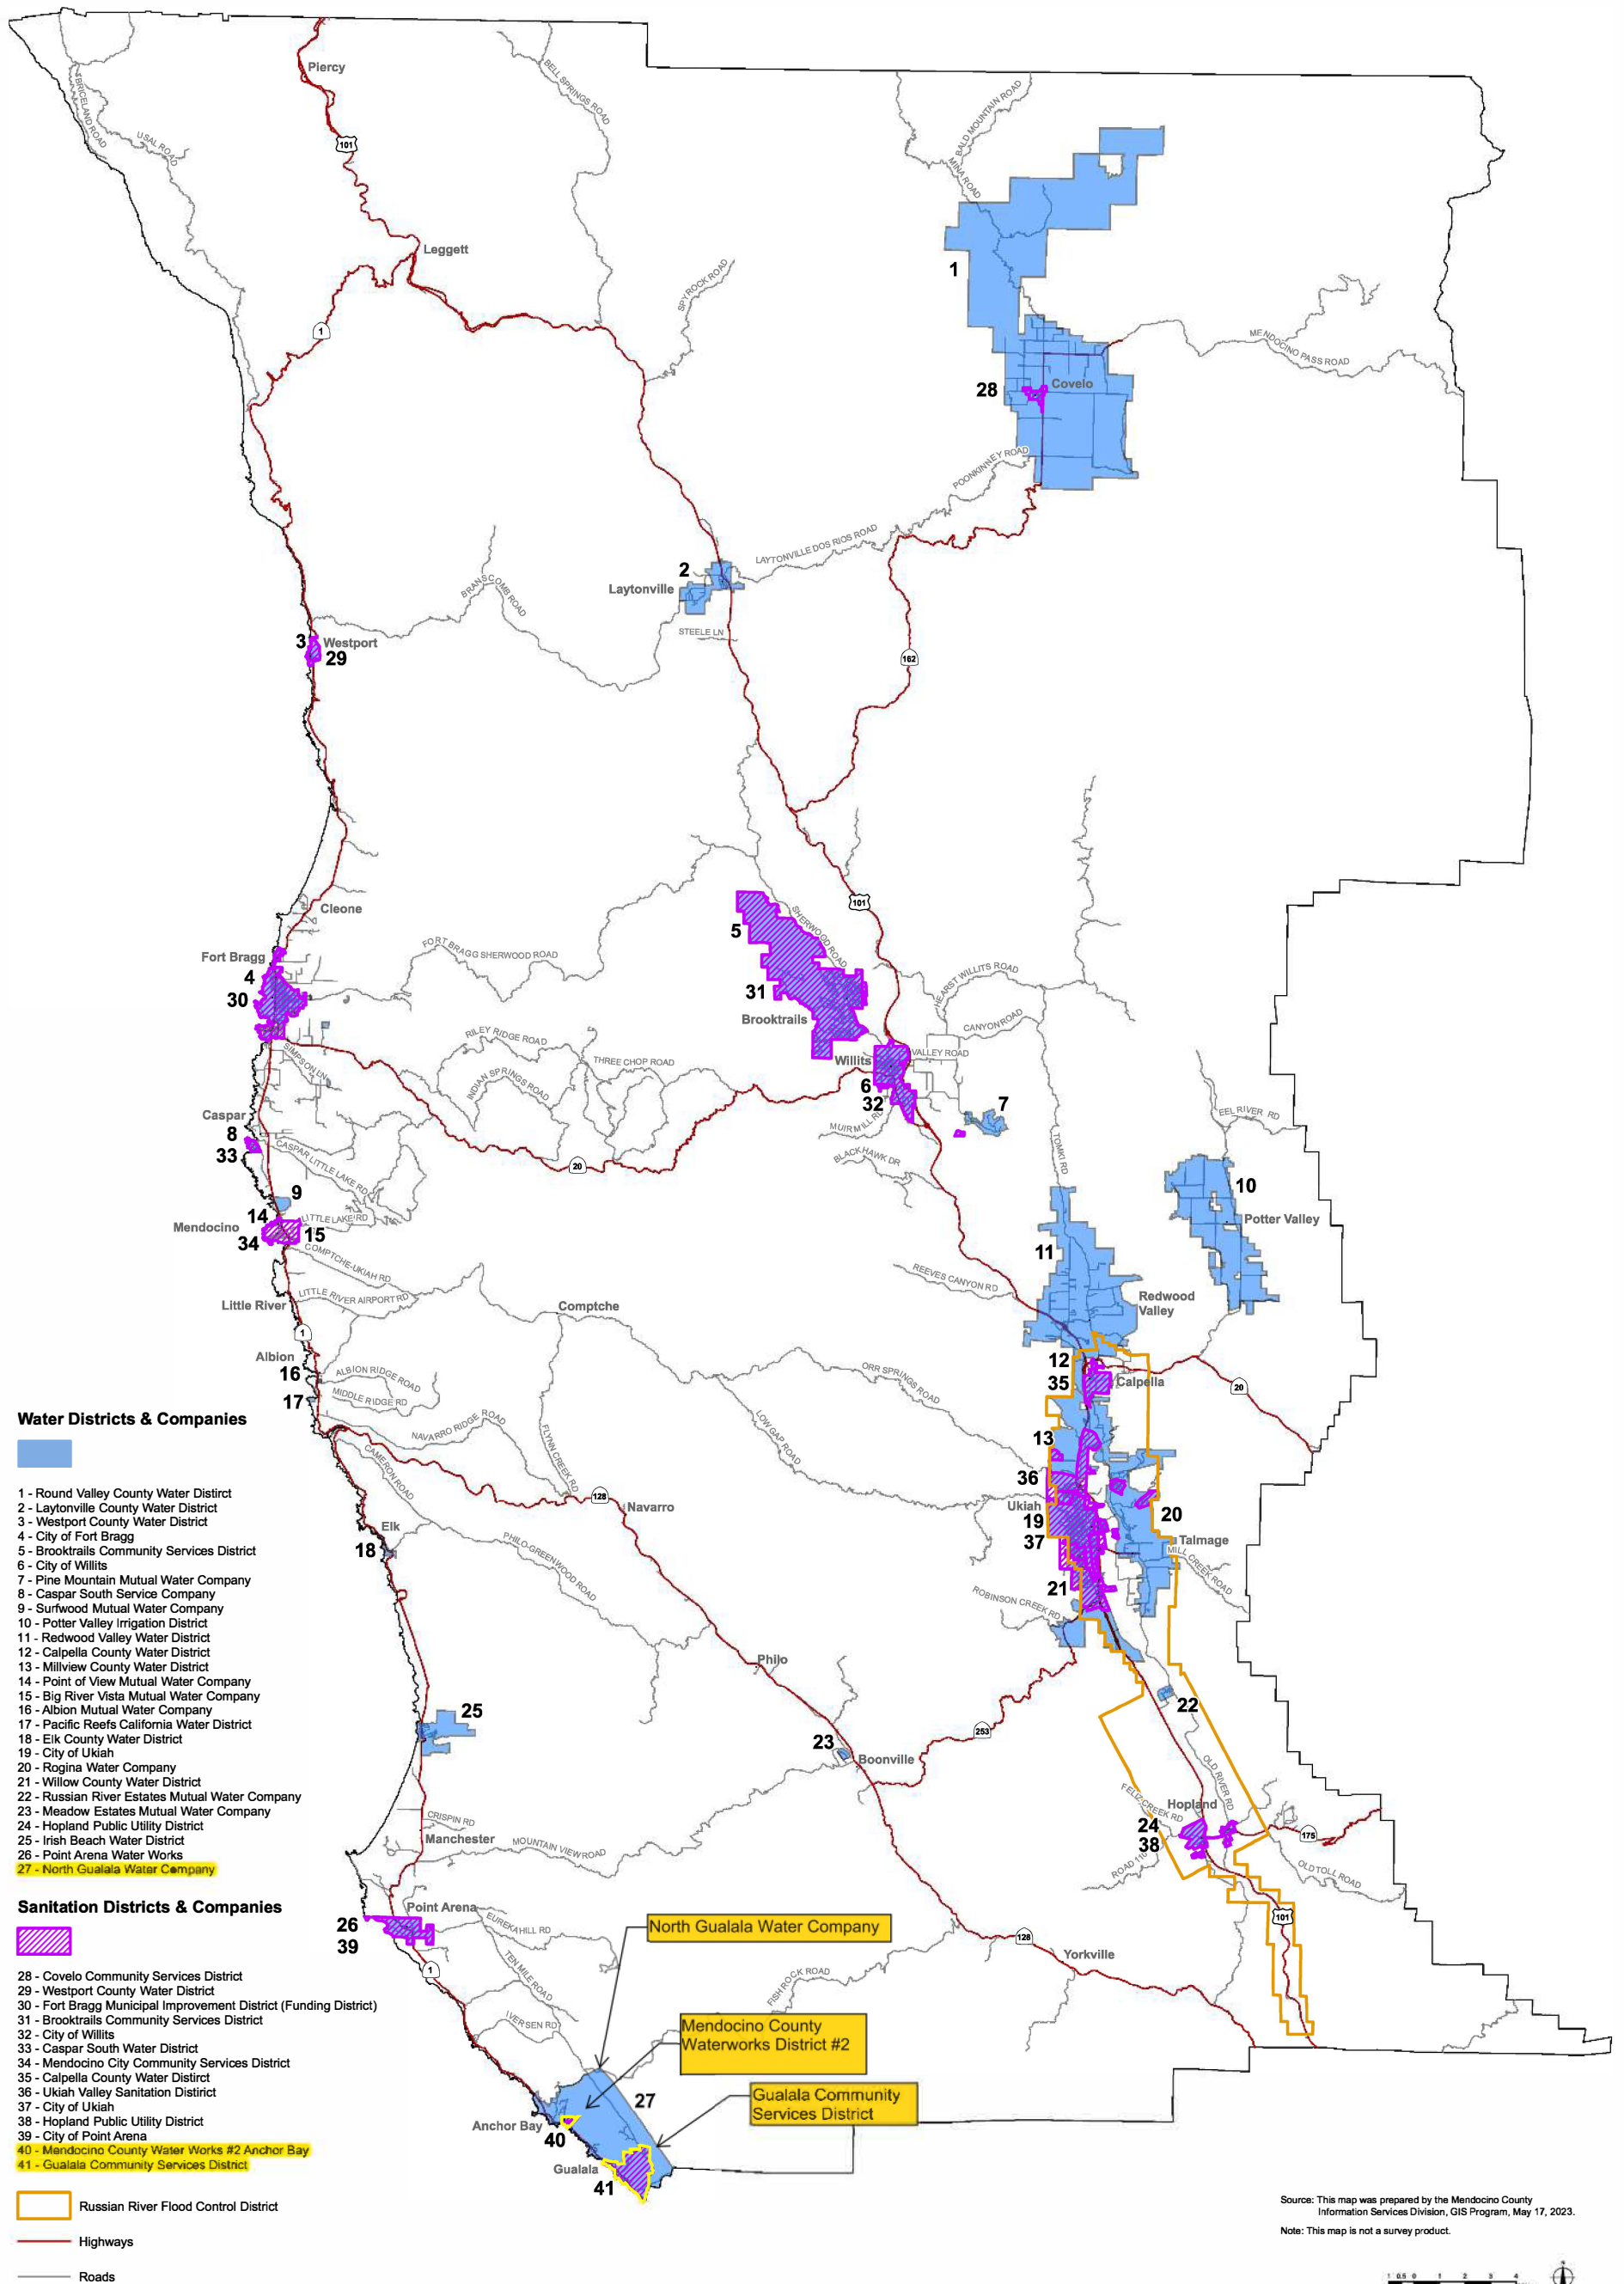 Piercy
BRICELAND ROAD
USAL ROAD
BELL SPRINGS ROAD
101
BALD MOUNTAIN ROAD
MINA ROAD
Leggett
1
SPYROCK ROAD
1
MENDOCINO PASS ROAD
28
Covelo
POONKINNEY ROAD
LAYTONVILLE DOS RIOS ROAD
2
Laytonville
BRANSCOMB ROAD
STEELE LN
3
Westport
29
162
Cleone
101
5
SHERWOOD ROAD
Fort Bragg
FORT BRAGG SHERWOOD ROAD
4
30
31
HEARST WILLITS ROAD
Brooktrails
CANYON ROAD
RILEY RIDGE ROAD
SIMPSON LN
THREE CHOP ROAD
INDIAN SPRINGS ROAD
Willits
VALLEY ROAD
6
32
7
MUIR MILL RD
BLACKHAWK DR
TOMKI RD
EEL RIVER RD
Caspar
8
33
CASPAR LITTLE LAKE RD
20
9
10
14
LITTLE LAKE RD
Mendocino
15
34
Potter Valley
COMPTCHE-UKIAH RD
11
REEVES CANYON RD
Little River
LITTLE RIVER AIRPORT RD
Comptche
Redwood
Valley
1
Albion
16
ALBION RIDGE ROAD
ORR SPRINGS ROAD
12
35
Calpella
20
17
MIDDLE RIDGE RD
NAVARRO RIDGE ROAD
FLYNN CREEK RD
LOW GAP ROAD
13
CAMERON ROAD
36
128
Navarro
Ukiah
19
20
37
Talmage
MILL CREEK ROAD
Elk
18
PHILO-GREENWOOD ROAD
21
ROBINSON CREEK RD
Philo
25
22
253
23
Boonville
OLD RIVER RD
FELIZ CREEK RD
Hopland
CRISPIN RD
Manchester
MOUNTAIN VIEW ROAD
24
38
175
ROAD 110
OLD TOLL ROAD
Point Arena
26
39
EUREKA HILL RD
101
128
Yorkville
TEN MILE ROAD
1
FISH ROCK ROAD
IVERSEN RD
North Gualala Water Company
Mendocino County
Waterworks District #2
Gualala Community
Services District
27
Anchor Bay
40
Gualala
41
Water Districts & Companies
1 - Round Valley County Water Distirct
2 - Laytonville County Water District
3 - Westport County Water District
4 - City of Fort Bragg
5 - Brooktrails Community Services District
6 - City of Willits
7 - Pine Mountain Mutual Water Company
8 - Caspar South Service Company
9 - Surfwood Mutual Water Company
10 - Potter Valley Irrigation District
11 - Redwood Valley Water District
12 - Calpella County Water District
13 - Millview County Water District
14 - Point of View Mutual Water Company
15 - Big River Vista Mutual Water Company
16 - Albion Mutual Water Company
17 - Pacific Reefs California Water District
18 - Elk County Water District
19 - City of Ukiah
20 - Rogina Water Company
21 - Willow County Water District
22 - Russian River Estates Mutual Water Company
23 - Meadow Estates Mutual Water Company
24 - Hopland Public Utility District
25 - Irish Beach Water District
26 - Point Arena Water Works
27 - North Gualala Water Company
Sanitation Districts & Companies
28 - Covelo Community Services District
29 - Westport County Water District
30 - Fort Bragg Municipal Improvement District (Funding District)
31 - Brooktrails Community Services District
32 - City of Willits
33 - Caspar South Water District
34 - Mendocino City Community Services District
35 - Calpella County Water Distirct
36 - Ukiah Valley Sanitation Distirict
37 - City of Ukiah
38 - Hopland Public Utility District
39 - City of Point Arena
40 - Mendocino County Water Works #2 Anchor Bay
41 - Gualala Community Services District
Russian River Flood Control District
Highways
Roads
Source: This map was prepared by the Mendocino County
Information Services Division, GIS Program, May 17, 2023.
Note: This map is not a survey product.
1 0.5 0 1 2 3 4
N